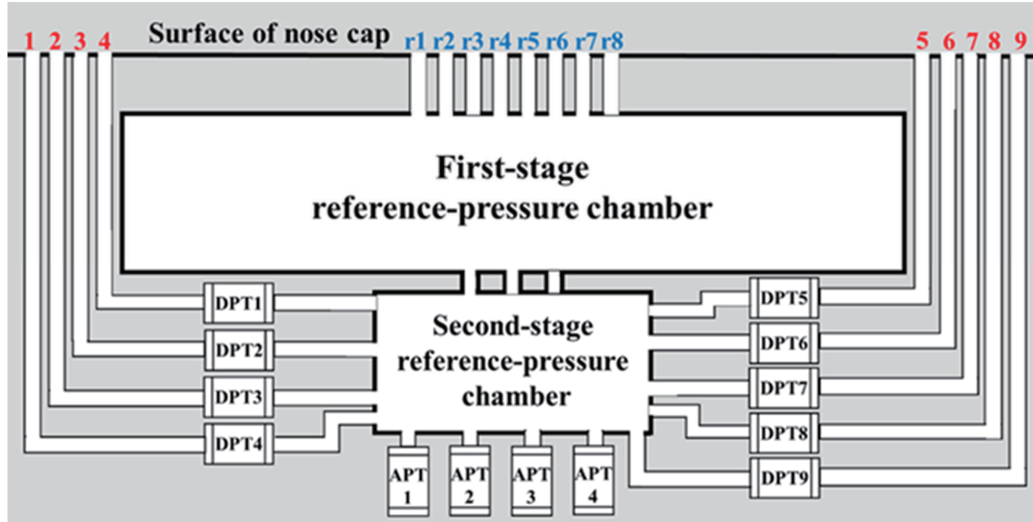 1 2 3 4 Surface of nose cap r1 r2 r3 r4 r5 r6 r7 r8 5 6 7 8 9
First-stage
reference-pressure chamber
Second-stage
reference-pressure
chamber
DPT1
DPT2
DPT3
DPT4
DPT5
DPT6
DPT7
DPT8
DPT9
APT
1
APT
2
APT
3
APT
4